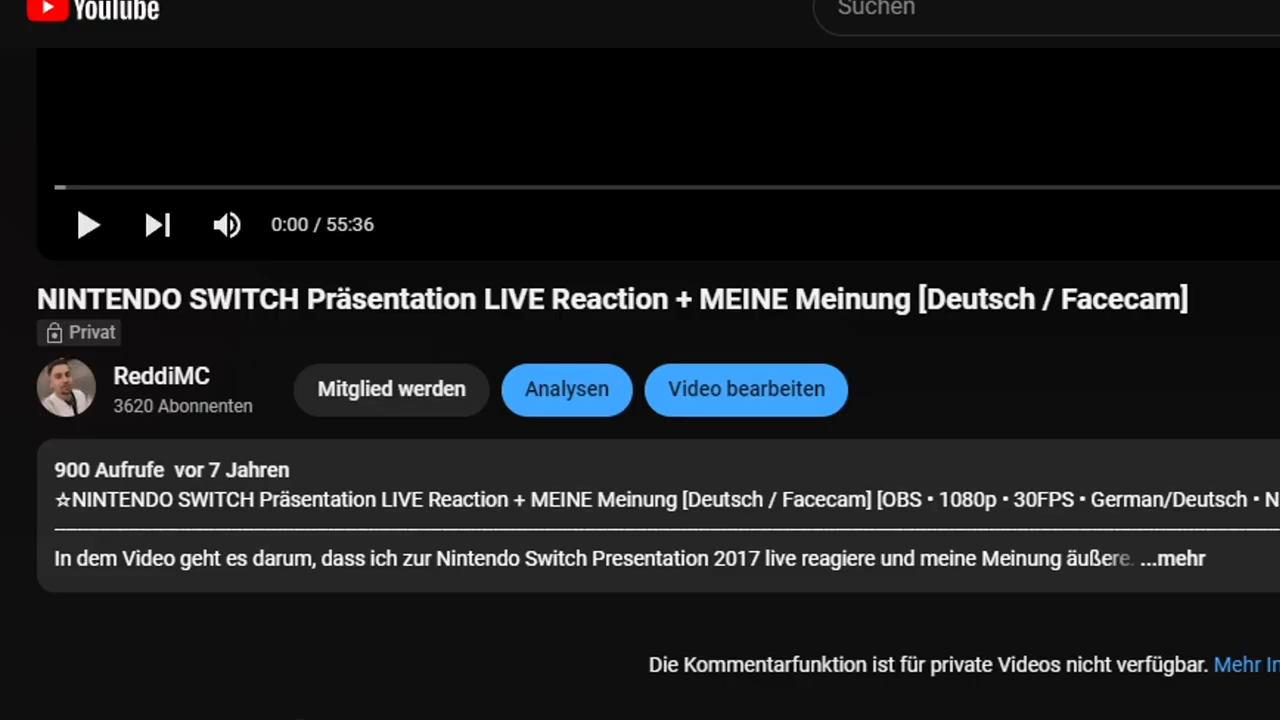 YouTube
Suchen
0:00 / 55:36
NINTENDO SWITCH Präsentation LIVE Reaction + MEINE Meinung [Deutsch / Facecam]
Privat
ReddiMC
3620 Abonnenten
Mitglied werden
Analysen
Video bearbeiten
900 Aufrufe vor 7 Jahren
☆NINTENDO SWITCH Präsentation LIVE Reaction + MEINE Meinung [Deutsch / Facecam] [OBS • 1080p • 30FPS • German/Deutsch • N
In dem Video geht es darum, dass ich zur Nintendo Switch Presentation 2017 live reagiere und meine Meinung äußere. ...mehr
Die Kommentarfunktion ist für private Videos nicht verfügbar. Mehr In